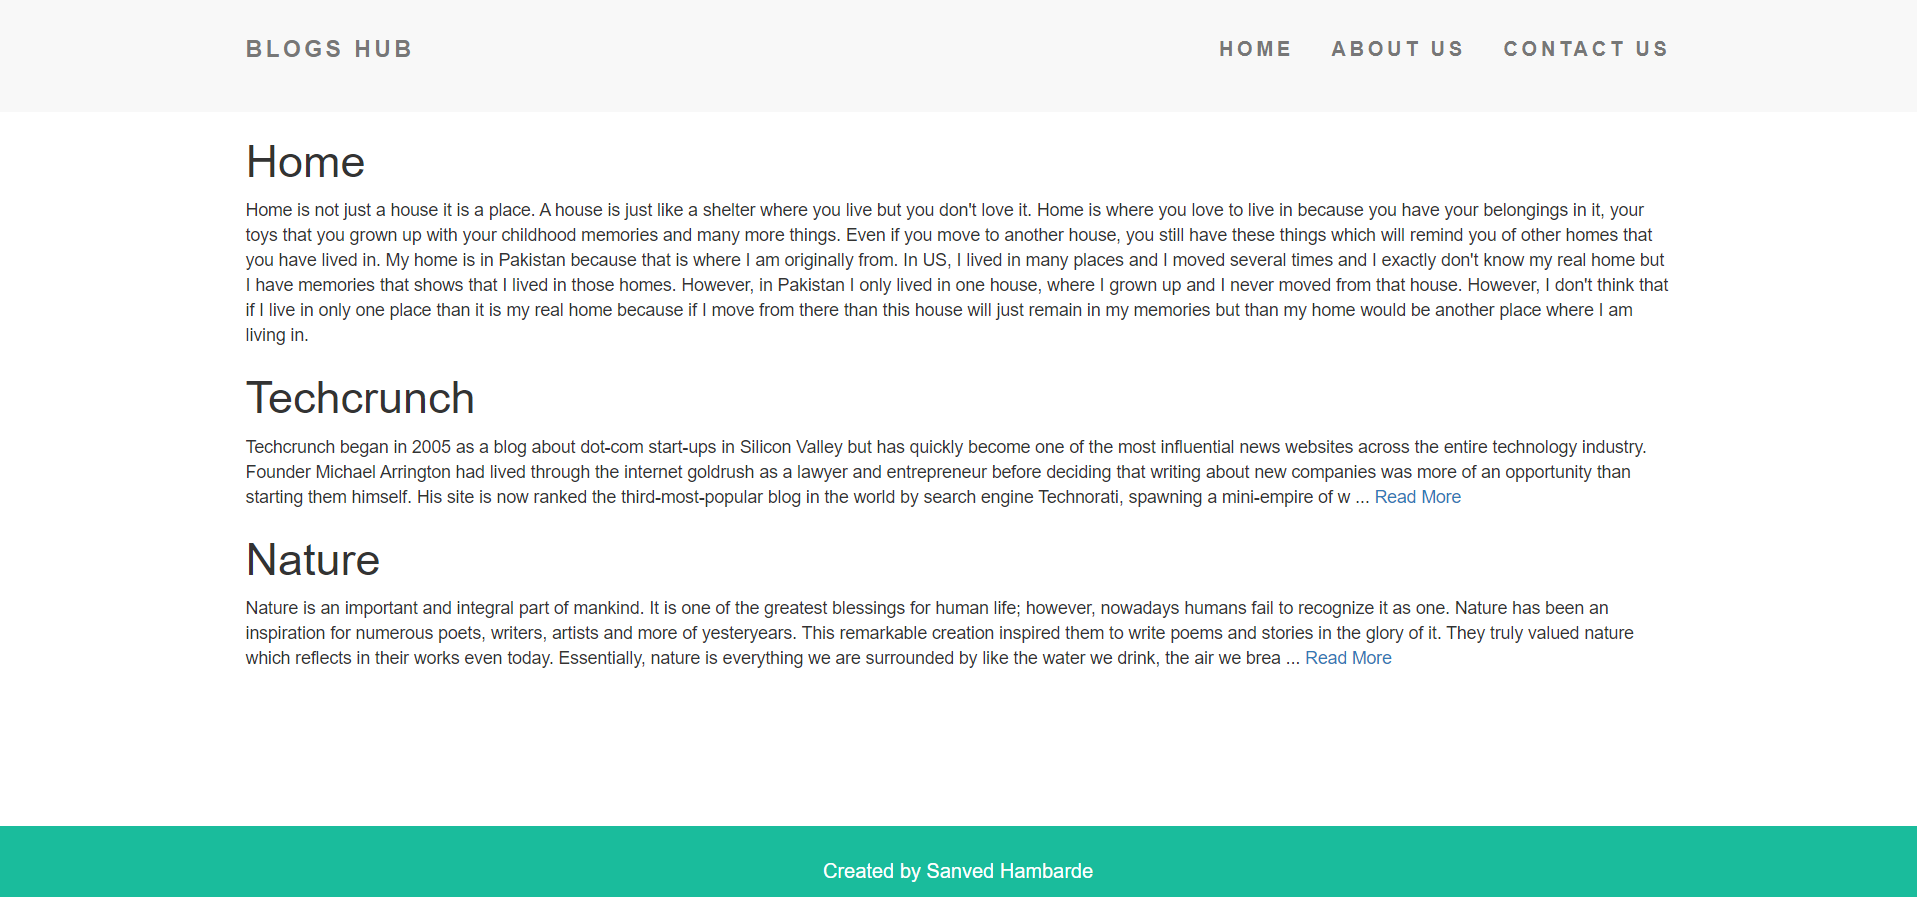 BLOGS HUB
HOME ABOUT US CONTACT US
Home
Home is not just a house it is a place. A house is just like a shelter where you live but you don't love it. Home is where you love to live in because you have your belongings in it, your
toys that you grown up with your childhood memories and many more things. Even if you move to another house, you still have these things which will remind you of other homes that
you have lived in. My home is in Pakistan because that is where I am originally from. In US, I lived in many places and I moved several times and I exactly don't know my real home but
I have memories that shows that I lived in those homes. However, in Pakistan I only lived in one house, where I grown up and I never moved from that house. However, I don't think that
if I live in only one place than it is my real home because if I move from there than this house will just remain in my memories but than my home would be another place where I am
living in.
Techcrunch
Techcrunch began in 2005 as a blog about dot-com start-ups in Silicon Valley but has quickly become one of the most influential news websites across the entire technology industry.
Founder Michael Arrington had lived through the internet goldrush as a lawyer and entrepreneur before deciding that writing about new companies was more of an opportunity than
starting them himself. His site is now ranked the third-most-popular blog in the world by search engine Technorati, spawning a mini-empire of w ... Read More
Nature
Nature is an important and integral part of mankind. It is one of the greatest blessings for human life; however, nowadays humans fail to recognize it as one. Nature has been an
inspiration for numerous poets, writers, artists and more of yesteryears. This remarkable creation inspired them to write poems and stories in the glory of it. They truly valued nature
which reflects in their works even today. Essentially, nature is everything we are surrounded by like the water we drink, the air we brea ... Read More
Created by Sanved Hambarde